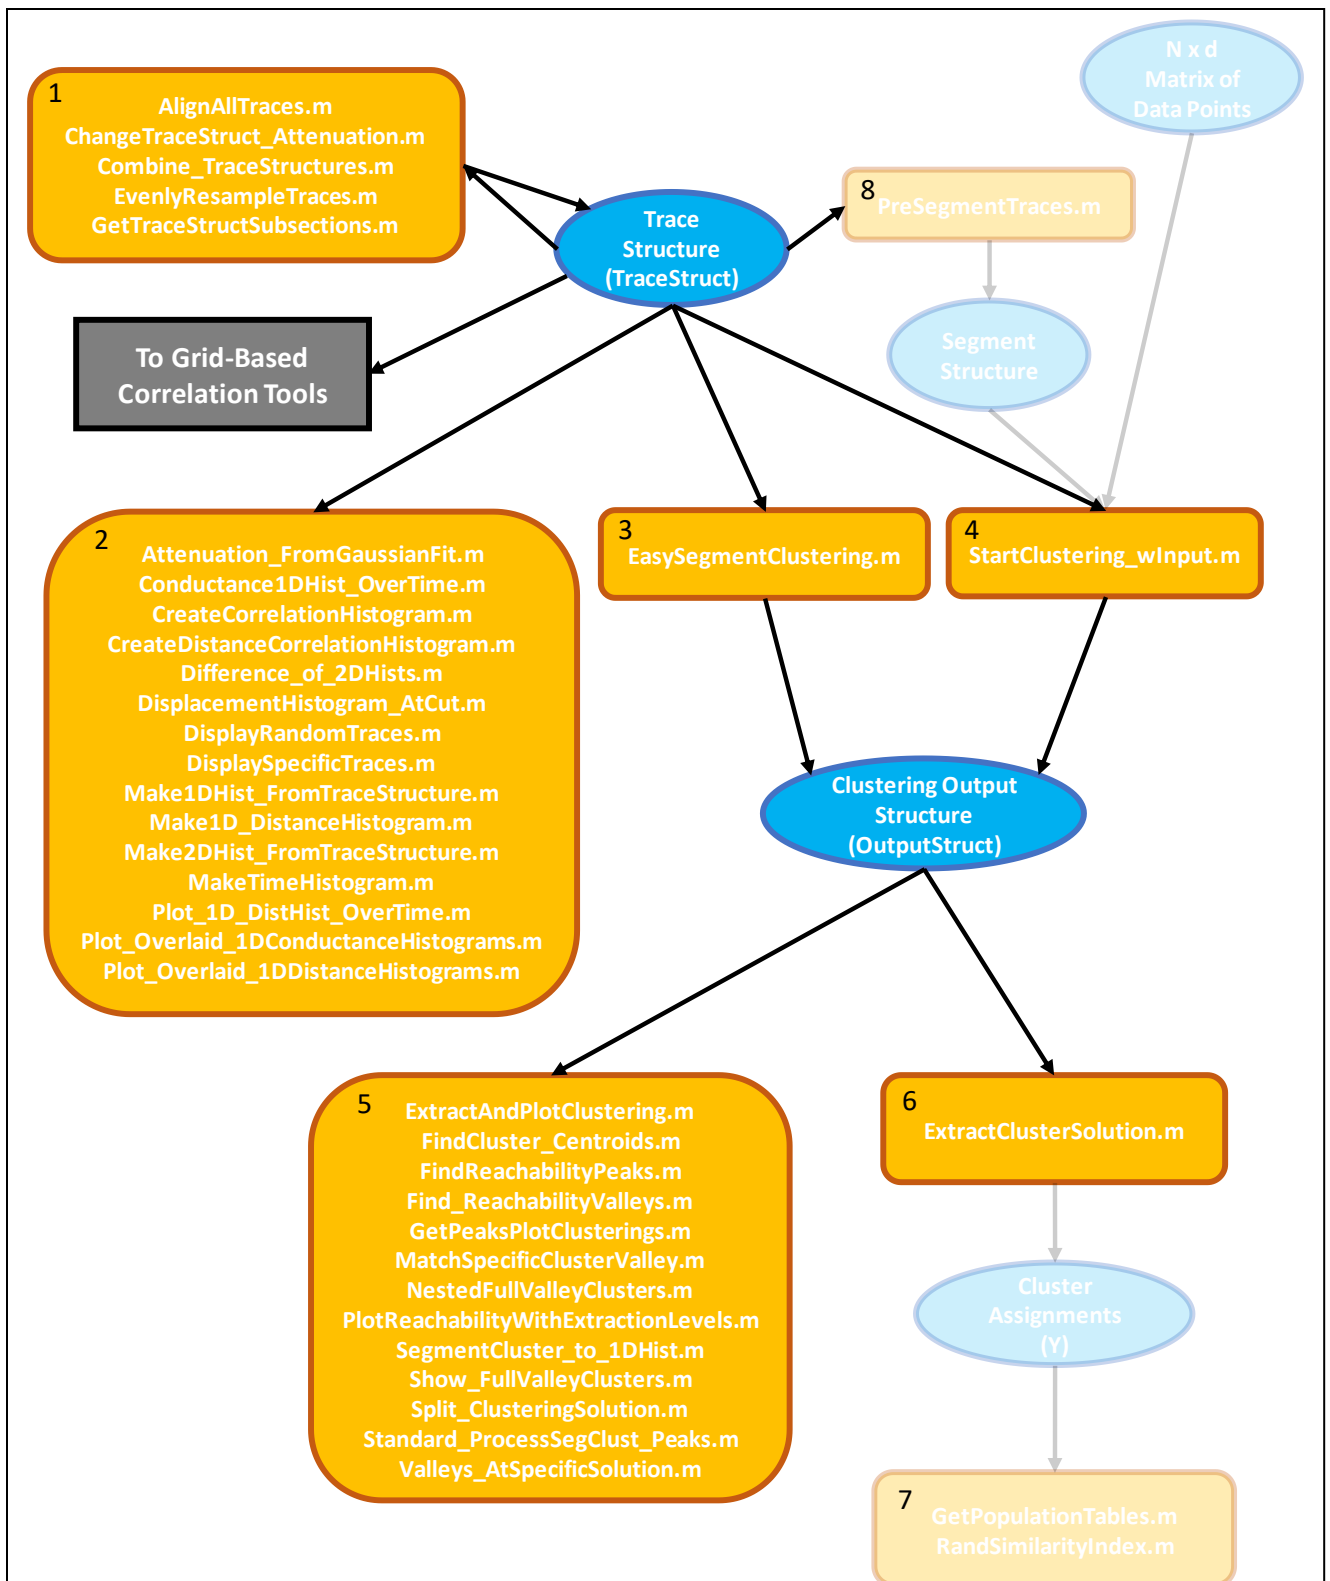 1
AlignAllTraces.m
ChangeTraceStruct_Attenuation.m
Combine_TraceStructures.m
EvenlyResampleTraces.m
GetTraceStructSubsections.m
N x d
Matrix of
Data Points
Trace
Structure
(TraceStruct)
8
PreSegmentTraces.m
Segment
Structure
To Grid-Based
Correlation Tools
2
Attenuation_FromGaussianFit.m
Conductance1DHist_OverTime.m
CreateCorrelationHistogram.m
CreateDistanceCorrelationHistogram.m
Difference_of_2DHists.m
DisplacementHistogram_AtCut.m
DisplayRandomTraces.m
DisplaySpecificTraces.m
Make1DHist_FromTraceStructure.m
Make1D_DistanceHistogram.m
Make2DHist_FromTraceStructure.m
MakeTimeHistogram.m
Plot_1D_DistHist_OverTime.m
Plot_Overlaid_1DConductanceHistograms.m
Plot_Overlaid_1DDistanceHistograms.m
3
EasySegmentClustering.m
4
StartClustering_wInput.m
Clustering Output
Structure
(OutputStruct)
5
ExtractAndPlotClustering.m
FindCluster_Centroids.m
FindReachabilityPeaks.m
Find_ReachabilityValleys.m
GetPeaksPlotClusterings.m
MatchSpecificClusterValley.m
NestedFullValleyClusters.m
PlotReachabilityWithExtractionLevels.m
SegmentCluster_to_1DHist.m
Show_FullValleyClusters.m
Split_ClusteringSolution.m
Standard_ProcessSegClust_Peaks.m
Valleys_AtSpecificSolution.m
6
ExtractClusterSolution.m
Cluster
Assignments
(Y)
7
GetPopulationTables.m
RandSimilarityIndex.m